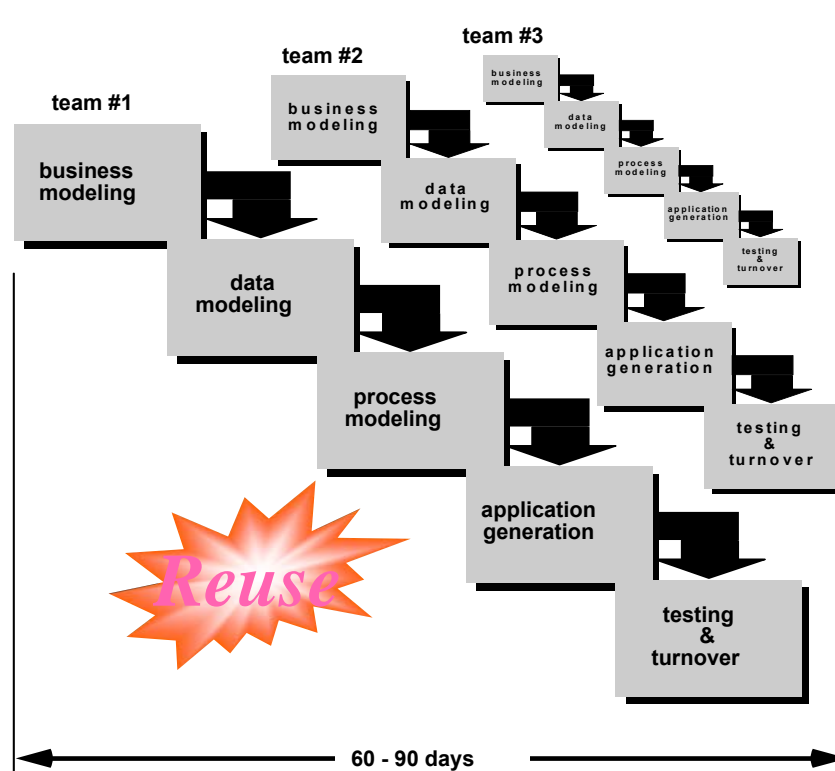 team #1
business
modeling
data
modeling
process
modeling
application
generation
testing
&
turnover
team #2
business
modeling
data
modeling
process
modeling
application
generation
testing
&
turnover
team #3
business
modeling
data
modeling
process
modeling
application
generation
testing
&
turnover
Reuse
60 - 90 days